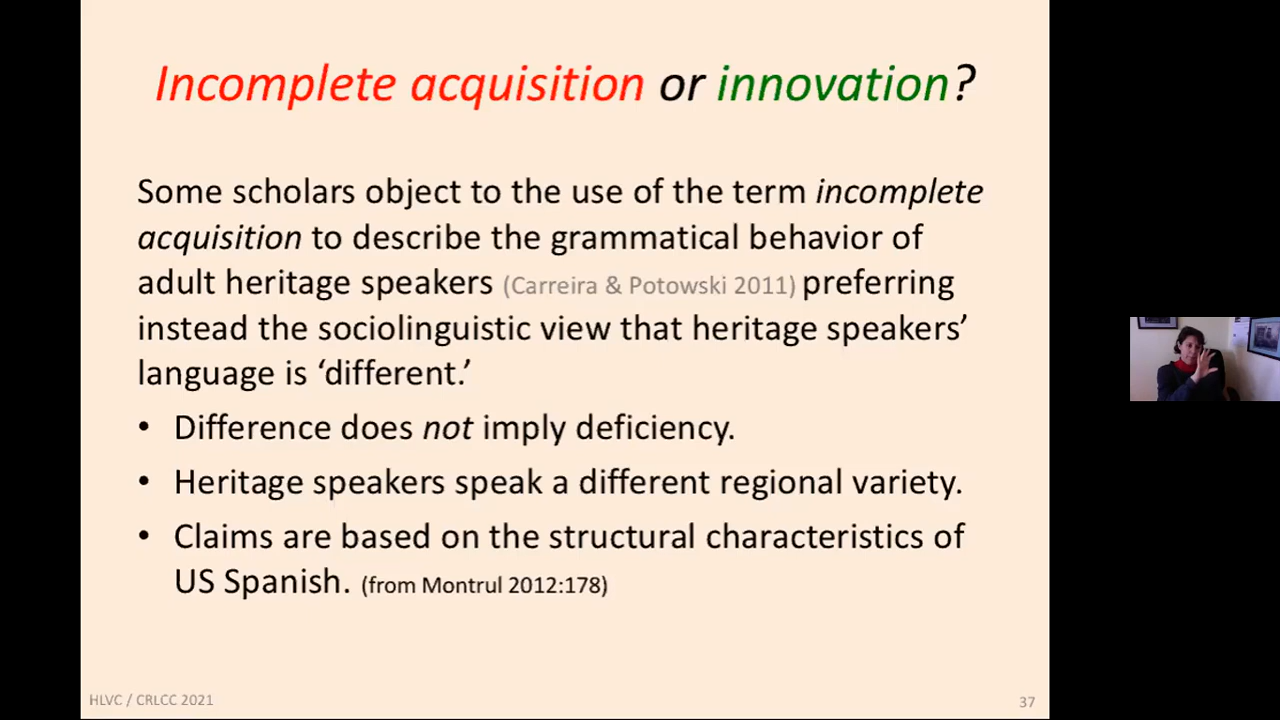 Incomplete acquisition or innovation?
Some scholars object to the use of the term incomplete
acquisition to describe the grammatical behavior of
adult heritage speakers (Carreira & Potowski 2011) preferring
instead the sociolinguistic view that heritage speakers’
language is ‘different.’
• Difference does not imply deficiency.
• Heritage speakers speak a different regional variety.
• Claims are based on the structural characteristics of
US Spanish. (from Montrul 2012:178)
HLVC / CRLCC 2021
37